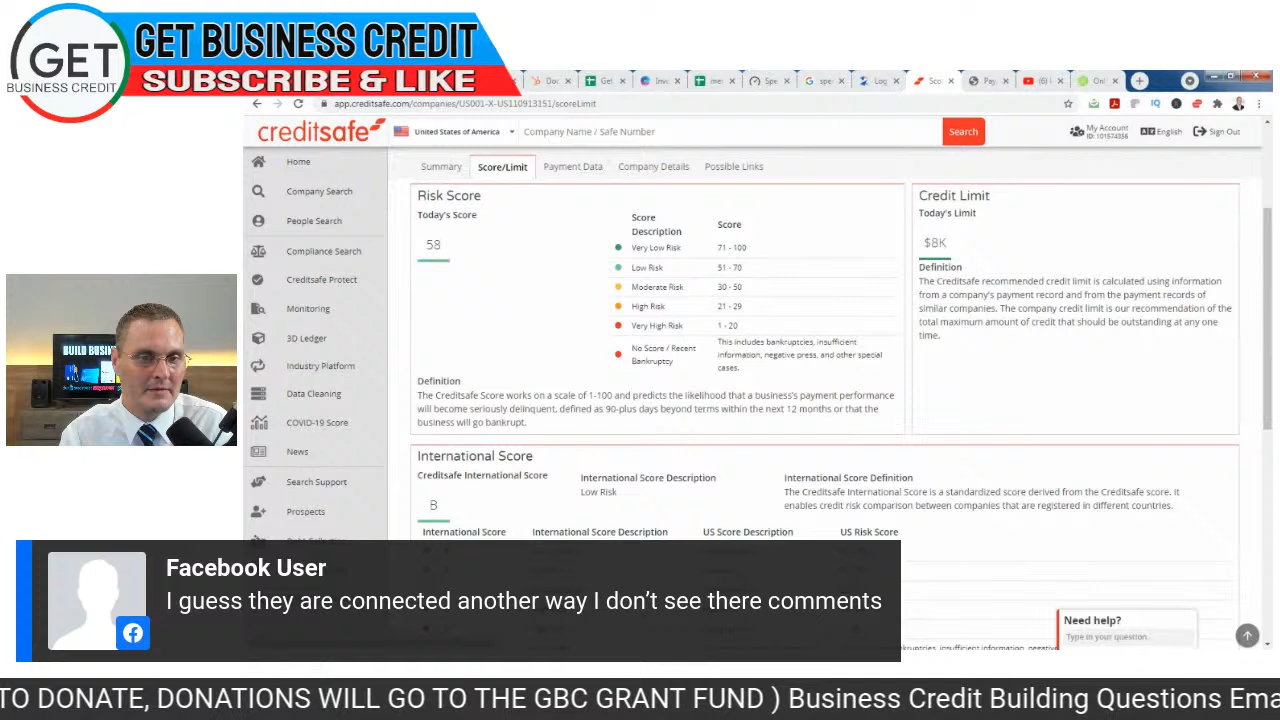 GET
BUSINESS CREDIT
GET BUSINESS CREDIT
SUBSCRIBE & LIKE
app.creditsafe.com/companies/US001-X-US110913151/scoreLimit
creditsafe
United States of America
Company Name / Safe Number
Search
My Account
ID: 101574356
English
Sign Out
Home
Company Search
People Search
Compliance Search
Creditsafe Protect
Monitoring
3D Ledger
Industry Platform
Data Cleaning
COVID-19 Score
News
Search Support
Prospects
Summary
Score/Limit
Payment Data
Company Details
Possible Links
Risk Score
Today's Score
58
Score Description
Score
Very Low Risk
71 - 100
Low Risk
51 - 70
Moderate Risk
30 - 50
High Risk
21 - 29
Very High Risk
1 - 20
No Score / Recent
Bankruptcy
This includes bankruptcies, insufficient
information, negative press, and other special
cases.
Definition
The Creditsafe Score works on a scale of 1-100 and predicts the likelihood that a business's payment performance
will become seriously delinquent, defined as 90-plus days beyond terms within the next 12 months or that the
business will go bankrupt.
Credit Limit
Today's Limit
$8K
Definition
The Creditsafe recommended credit limit is calculated using information
from a company's payment record and from the payment records of
similar companies. The company credit limit is our recommendation of the
total maximum amount of credit that should be outstanding at any one
time.
International Score
Creditsafe International Score
B
International Score Description
Low Risk
International Score Definition
The Creditsafe International Score is a standardized score derived from the Creditsafe score. It
enables credit risk comparison between companies that are registered in different countries.
International Score
International Score Description
US Score Description
US Risk Score
BUILD BUSIN
Facebook User
I guess they are connected another way I don't see there comments
Need help?
Type in your question.
TO DONATE, DONATIONS WILL GO TO THE GBC GRANT FUND ) Business Credit Building Questions Ema